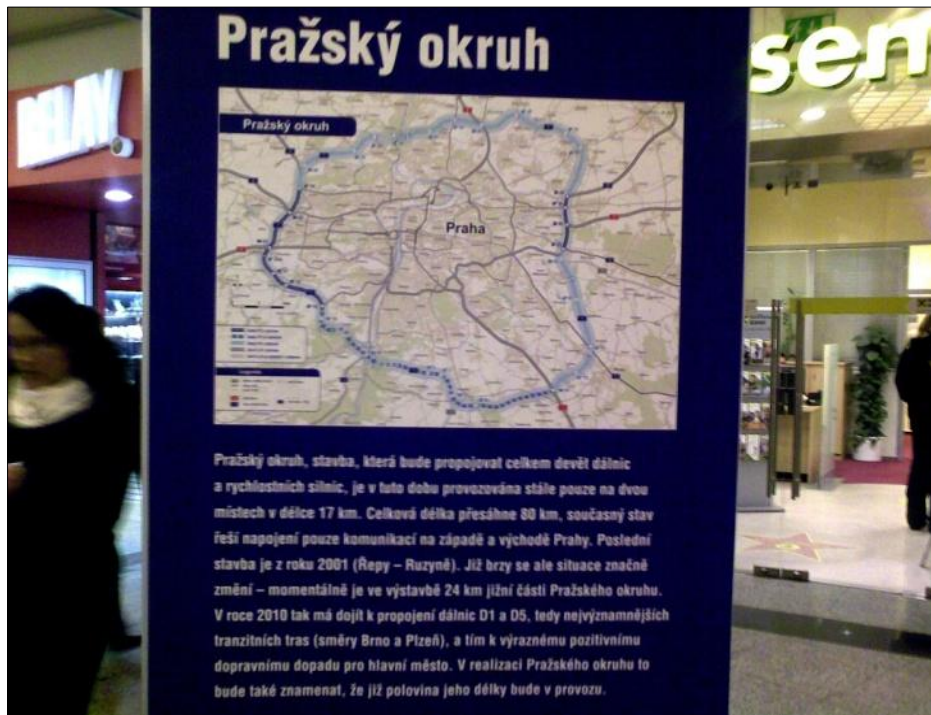 Pražský okruh
sem
RELAY
Pražský okruh
Praha
Pražský okruh, stavba, která bude propojovat celkem devět dálnic
a rychlostních silnic, je v tuto dobu provozována stále pouze na dvou
místech v délce 17 km. Celková délka přesáhne 80 km, současný stav
řeší napojení pouze komunikací na západě a východě Prahy. Poslední
stavba je z roku 2001 (Řepy – Ruzyně). Již brzy se ale situace značně
změní – momentálně je ve výstavbě 24 km jižní části Pražského okruhu.
V roce 2010 tak má dojít k propojení dálnic D1 a D5, tedy nejvýznamnějších
tranzitních tras (směry Brno a Plzeň), a tím k výraznému pozitivnímu
dopravnímu dopadu pro hlavní město. V realizaci Pražského okruhu to
bude také znamenat, že již polovina jeho délky bude v provozu.